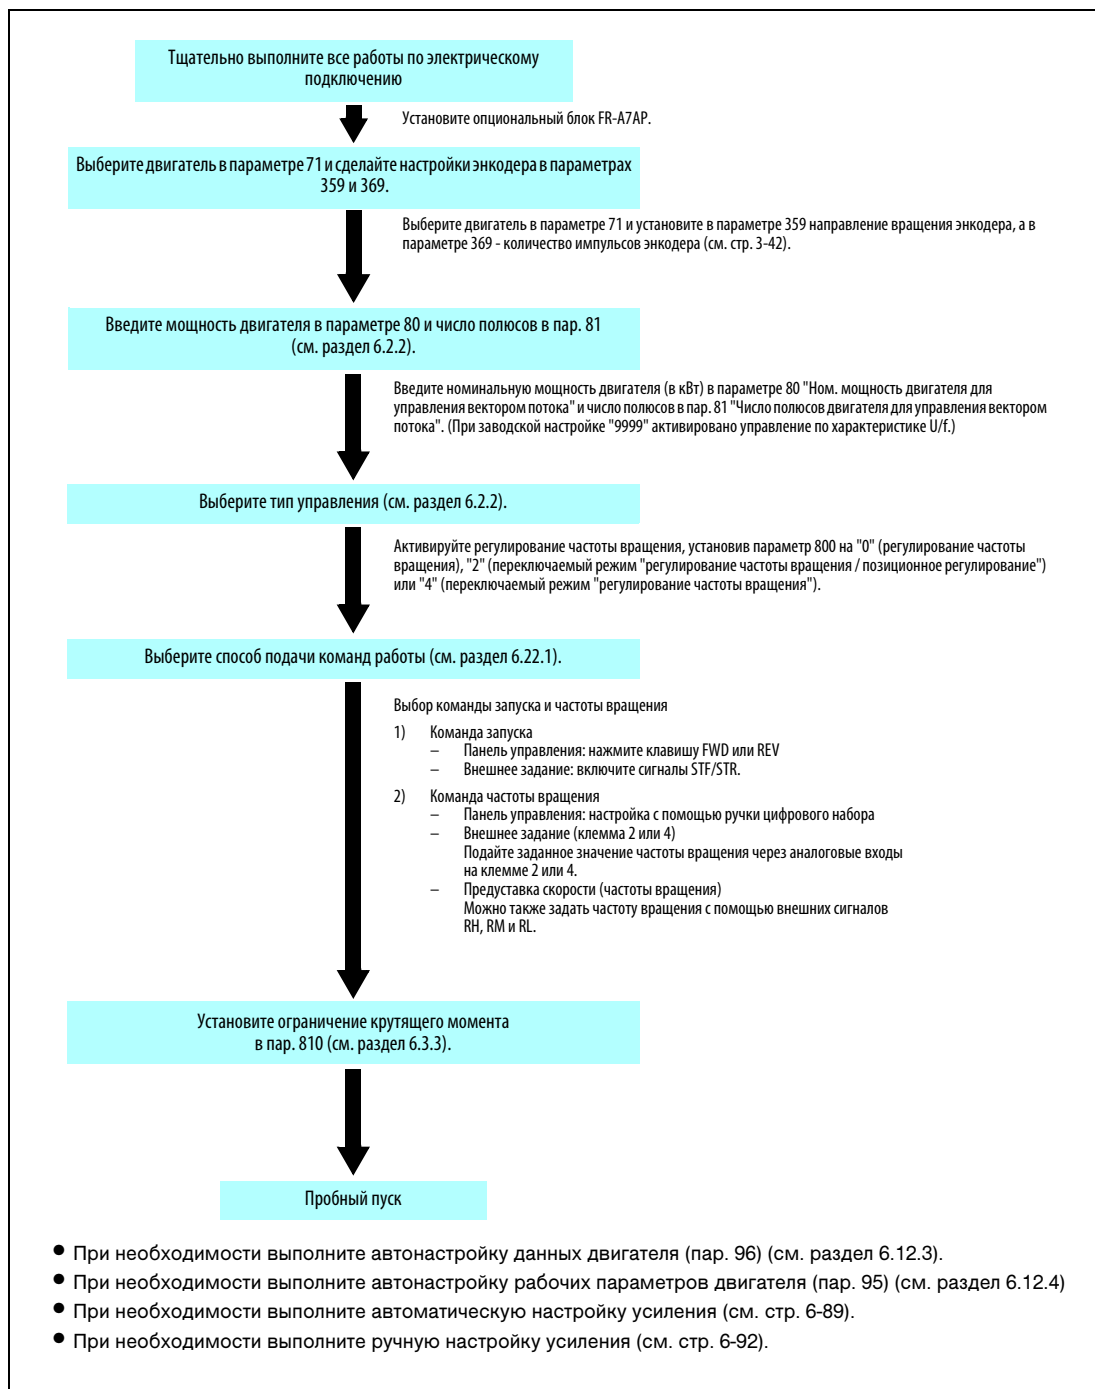 Тщательно выполните все работы по электрическому
подключению
Установите опциональный блок FR-A7AP.
Выберите двигатель в параметре 71 и сделайте настройки энкодера в параметрах
359 и 369.
Выберите двигатель в параметре 71 и установите в параметре 359 направление вращения энкодера, а в
параметре 369 - количество импульсов энкодера (см. стр. 3-42).
Введите мощность двигателя в параметре 80 и число полюсов в пар. 81
(см. раздел 6.2.2).
Введите номинальную мощность двигателя (в кВт) в параметре 80 "Ном. мощность двигателя для
управления вектором потока" и число полюсов в пар. 81 "Число полюсов двигателя для управления вектором
потока". (При заводской настройке "9999" активировано управление по характеристике U/f.)
Выберите тип управления (см. раздел 6.2.2).
Активируйте регулирование частоты вращения, установив параметр 800 на "0" (регулирование частоты
вращения), "2" (переключаемый режим "регулирование частоты вращения / позиционное регулирование")
или "4" (переключаемый режим "регулирование частоты вращения").
Выберите способ подачи команд работы (см. раздел 6.22.1).
Выбор команды запуска и частоты вращения
1) Команда запуска
– Панель управления: нажмите клавишу FWD или REV
– Внешнее задание: включите сигналы STF/STR.
2) Команда частоты вращения
– Панель управления: настройка с помощью ручки цифрового набора
– Внешнее задание (клемма 2 или 4)
Подайте заданное значение частоты вращения через аналоговые входы
на клемме 2 или 4.
– Предуставка скорости (частоты вращения)
Можно также задать частоту вращения с помощью внешних сигналов
RH, RM и RL.
Установите ограничение крутящего момента
в пар. 810 (см. раздел 6.3.3).
Пробный пуск
● При необходимости выполните автонастройку данных двигателя (пар. 96) (см. раздел 6.12.3).
● При необходимости выполните автонастройку рабочих параметров двигателя (пар. 95) (см. раздел 6.12.4)
● При необходимости выполните автоматическую настройку усиления (см. стр. 6-89).
● При необходимости выполните ручную настройку усиления (см. стр. 6-92).